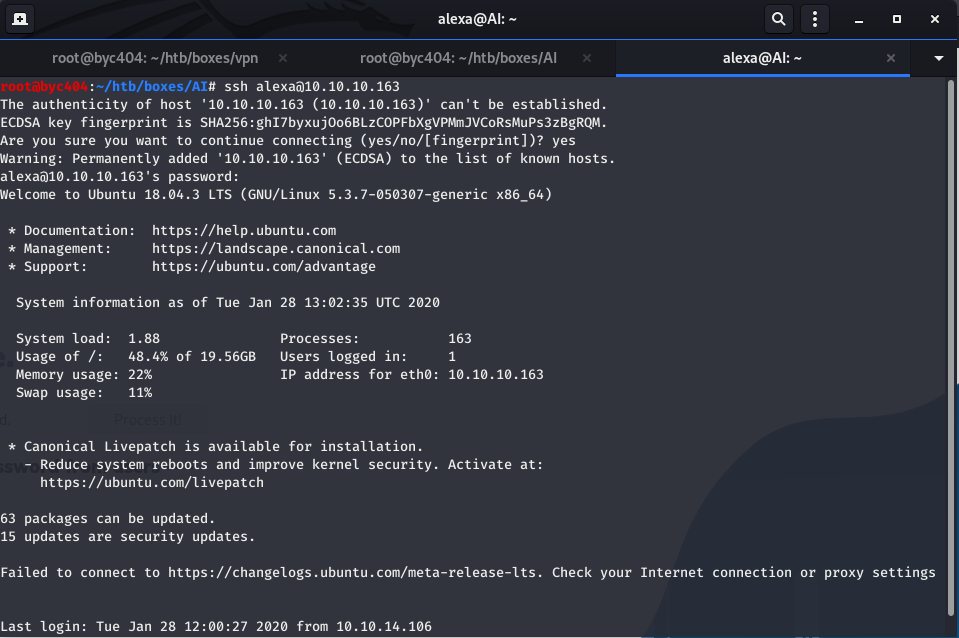 alexa@AI: ~
root@byc404: ~/htb/boxes/vpn
root@byc404: ~/htb/boxes/AI
alexa@AI: ~
root@byc404:~/htb/boxes/AI# ssh alexa@10.10.10.163
The authenticity of host '10.10.10.163 (10.10.10.163)' can't be established.
ECDSA key fingerprint is SHA256:ghI7byxujOo6BLzCOPFbXgVPMmJVCoRsMuPs3zBgRQM.
Are you sure you want to continue connecting (yes/no/[fingerprint])? yes
Warning: Permanently added '10.10.10.163' (ECDSA) to the list of known hosts.
alexa@10.10.10.163's password:
Welcome to Ubuntu 18.04.3 LTS (GNU/Linux 5.3.7-050307-generic x86_64)
* Documentation:  https://help.ubuntu.com
* Management:     https://landscape.canonical.com
* Support:        https://ubuntu.com/advantage
System information as of Tue Jan 28 13:02:35 UTC 2020
System load:  1.88               Processes:           163
Usage of /:   48.4% of 19.56GB   Users logged in:     1
Memory usage: 22%                IP address for eth0: 10.10.10.163
Swap usage:   11%
Process It!
* Canonical Livepatch is available for installation.
- Reduce system reboots and improve kernel security. Activate at:
https://ubuntu.com/livepatch
63 packages can be updated.
15 updates are security updates.
Failed to connect to https://changelogs.ubuntu.com/meta-release-lts. Check your Internet connection or proxy settings
Last login: Tue Jan 28 12:00:27 2020 from 10.10.14.106